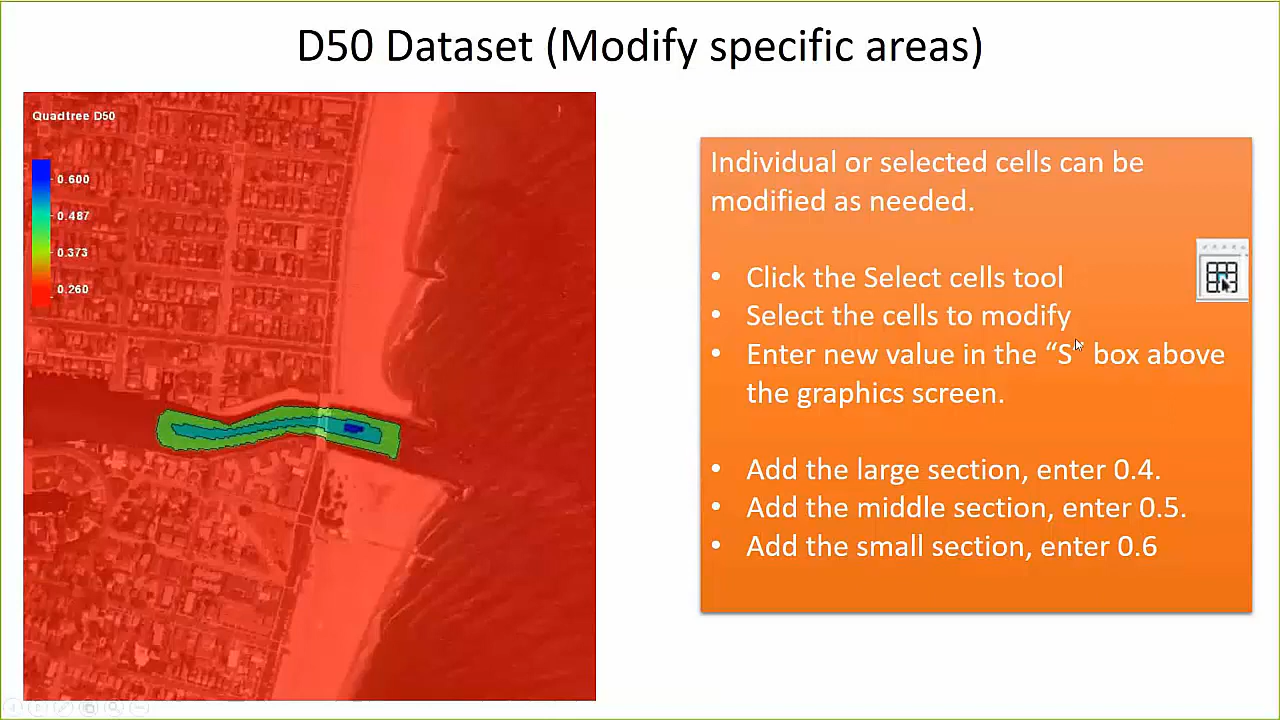 D50 Dataset (Modify specific areas)
Quadtree D50
0.600
0.487
0.373
0.260
Individual or selected cells can be
modified as needed.
• Click the Select cells tool
• Select the cells to modify
• Enter new value in the “S” box above
the graphics screen.
• Add the large section, enter 0.4.
• Add the middle section, enter 0.5.
• Add the small section, enter 0.6